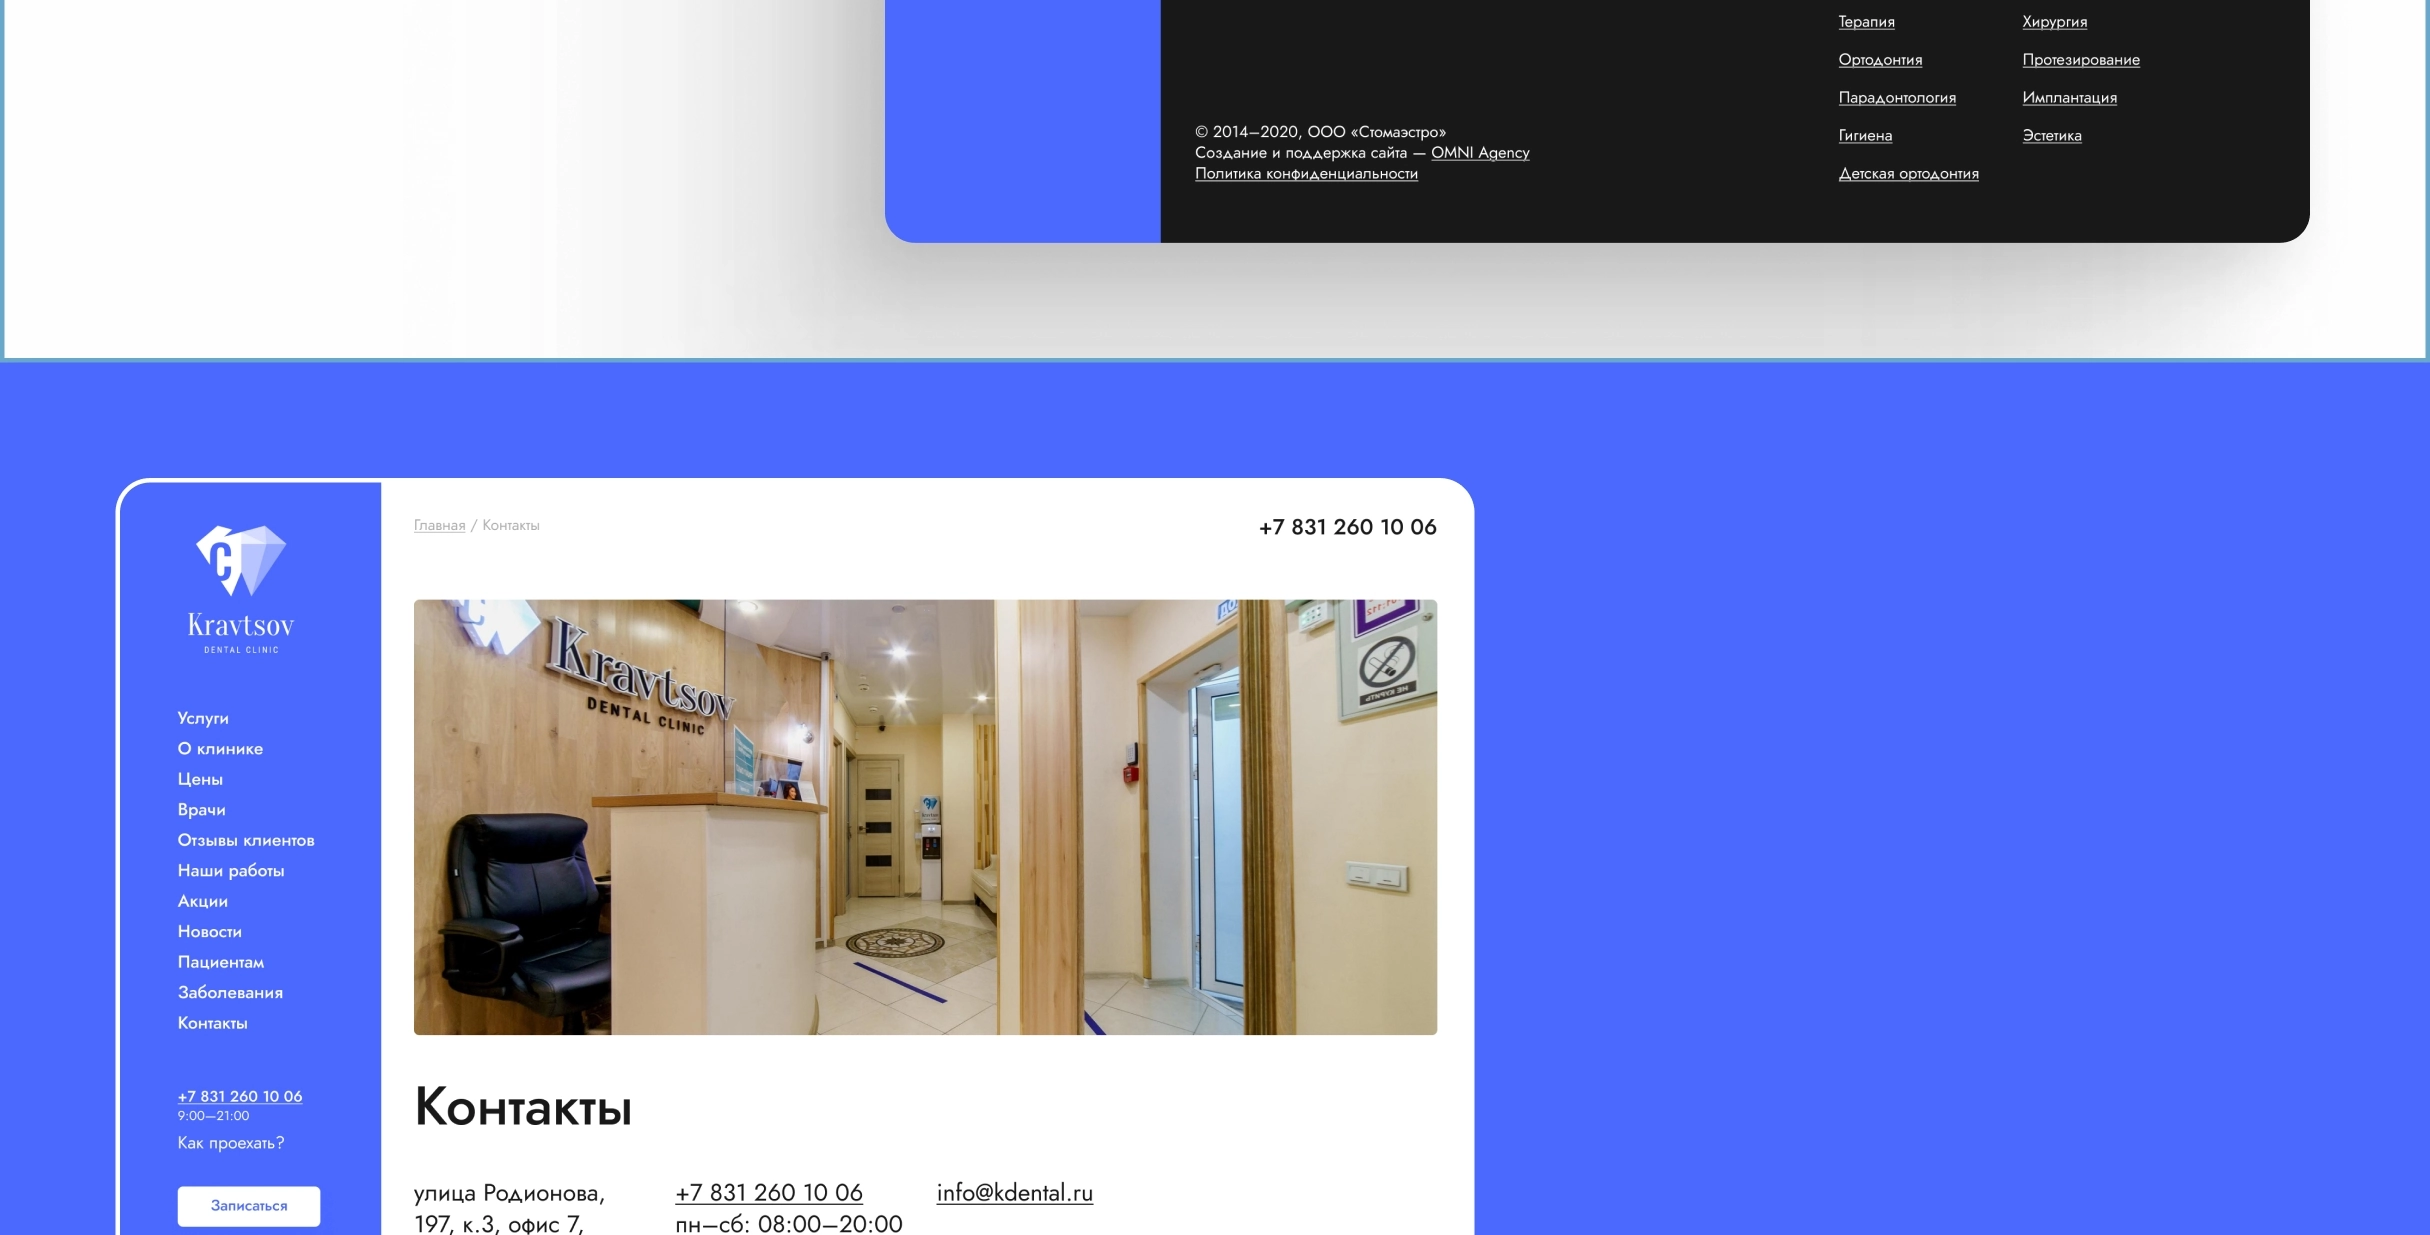 Терапия
Хирургия
Ортодонтия
Протезирование
Парадонтология
Имплантация
Гигиена
Эстетика
Детская ортодонтия
© 2014–2020, ООО «Стомаэстро»
Создание и поддержка сайта — OMNI Agency
Политика конфиденциальности
C
Kravtsov
DENTAL CLINIC
Услуги
О клинике
Цены
Врачи
Отзывы клиентов
Наши работы
Акции
Новости
Пациентам
Заболевания
Контакты
+7 831 260 10 06
9:00—21:00
Как проехать?
Записаться
Главная / Контакты
+7 831 260 10 06
Kravtsov
DENTAL CLINIC
НЕ КУРИТЬ
Контакты
улица Родионова,
197, к.3, офис 7,
+7 831 260 10 06
пн–сб: 08:00–20:00
info@kdental.ru